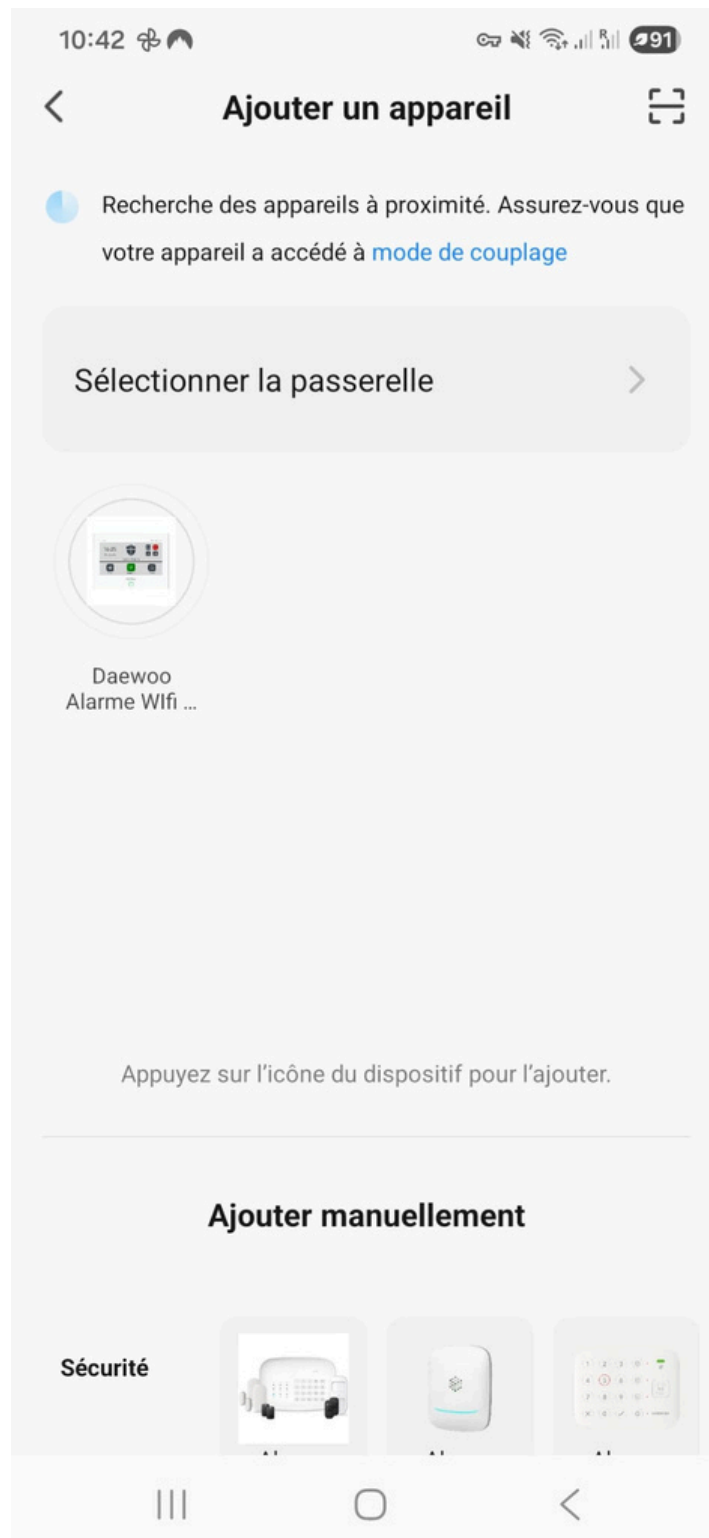 10:42
R
91
Ajouter un appareil
Recherche des appareils à proximité. Assurez-vous que
votre appareil a accédé à mode de couplage
Sélectionner la passerelle
Daewoo
Alarme WIfi ...
Appuyez sur l'icône du dispositif pour l'ajouter.
Ajouter manuellement
Sécurité